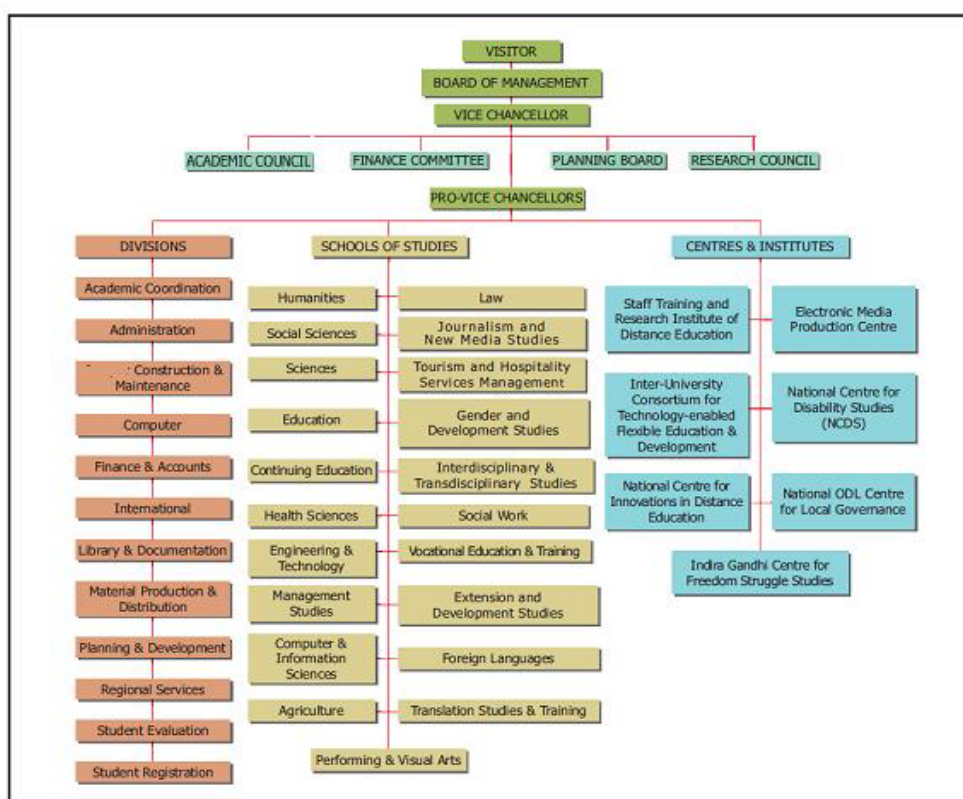 VISITOR
BOARD OF MANAGEMENT
VICE CHANCELLOR
ACADEMIC COUNCIL
FINANCE COMMITTEE
PLANNING BOARD
RESEARCH COUNCIL
PRO-VICE CHANCELLORS
DIVISIONS
Academic Coordination
Administration
Construction &
Maintenance
Computer
Finance & Accounts
International
Library & Documentation
Material Production &
Distribution
Planning & Development
Regional Services
Student Evaluation
Student Registration
SCHOOLS OF STUDIES
Humanities
Law
Social Sciences
Journalism and
New Media Studies
Sciences
Tourism and Hospitality
Services Management
Education
Gender and
Development Studies
Continuing Education
Interdisciplinary &
Transdisciplinary Studies
Health Sciences
Social Work
Engineering &
Technology
Vocational Education & Training
Management
Studies
Extension and
Development Studies
Computer &
Information
Sciences
Foreign Languages
Agriculture
Translation Studies & Training
Performing & Visual Arts
CENTRES & INSTITUTES
Staff Training and
Research Institute of
Distance Education
Electronic Media
Production Centre
Inter-University
Consortium for
Technology-enabled
Flexible Education &
Development
National Centre for
Disability Studies
(NCDS)
National Centre for
Innovations in Distance
Education
National ODL Centre
for Local Governance
Indira Gandhi Centre for
Freedom Struggle Studies